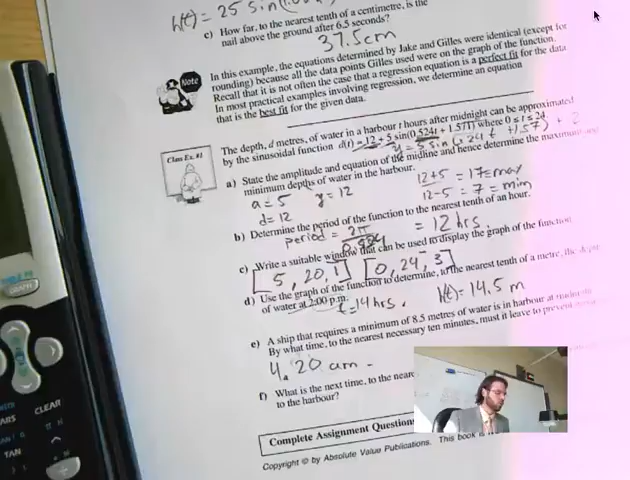 h(t) = 25 sin(
c) How far, to the nearest tenth of a centimetre, is the
nail above the ground after 6.5 seconds?
37.5cm
Note
In this example, the equations determined by Jake and Gilles were identical (except for
rounding) because all the data points Gilles used were on the graph of the function.
Recall that it is not often the case that a regression equation is a perfect fit for the data
In most practical examples involving regression, we determine an equation
that is the best fit for the given data.
Class Ex. #1
The depth, d metres, of water in a harbour t hours after midnight can be approximated
by the sinusoidal function d(t) = 12 + 5 sin(0.524t + 1.571) where 0 ≤ t ≤ 24
a) State the amplitude and equation of the midline and hence determine the maximum and
minimum depths of water in the harbour.
a = 5 y = 12
12+5 = 17 = max
d = 12
12-5 = 7 = min
b) Determine the period of the function to the nearest tenth of an hour.
period = 2π = 12 hrs.
c) Write a suitable window that can be used to display the graph of the function.
[5, 20, 1] [0, 24, 3]
d) Use the graph of the function to determine, to the nearest tenth of a metre, the
of water at 2:00 p.m.
t = 14 hrs. h(t) = 14.5 m
e) A ship that requires a minimum of 8.5 metres of water is in harbour at
By what time, to the nearest necessary ten minutes, must it leave to prevent
4.20 am
f) What is the next time, to the
to the harbour?
Complete Assignment Question
Copyright © by Absolute Value Publications. This book is
GRAPH
CLEAR
TAN